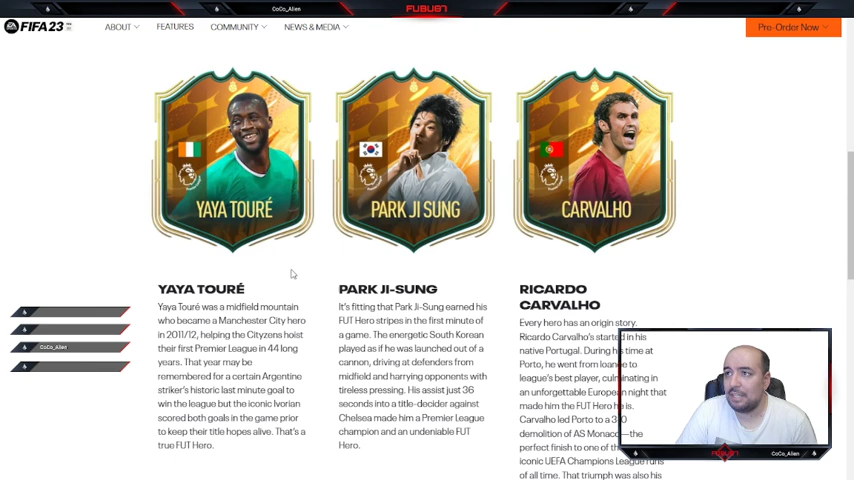 CoCo_Alien
FUBU87
EA SPORTS FIFA 23
ABOUT
FEATURES
COMMUNITY
NEWS & MEDIA
Pre-Order Now
YAYA TOURÉ
PARK JI SUNG
CARVALHO
YAYA TOURÉ
Yaya Touré was a midfield mountain
who became a Manchester City hero
in 2011/12, helping the Cityzens hoist
their first Premier League in 44 long
years. That year may be
remembered for a certain Argentine
striker's historic last minute goal to
win the league but the iconic Ivorian
scored both goals in the game prior
to keep their title hopes alive. That's a
true FUT Hero.
PARK JI-SUNG
It's fitting that Park Ji-Sung earned his
FUT Hero stripes in the first minute of
a game. The energetic South Korean
played as if he was launched out of a
cannon, driving at defenders from
midfield and harrying opponents with
tireless pressing. His assist just 36
seconds into a title-decider against
Chelsea made him a Premier League
champion and an undeniable FUT
Hero.
RICARDO
CARVALHO
Every hero has an origin story.
Ricardo Carvalho's started in his
native Portugal. During his time at
Porto, he went from loanee to
league's best player, culminating in
an unforgettable European night that
made him the FUT Hero he is.
Carvalho led Porto to a 3-0
demolition of AS Monaco—the
perfect finish to one of the
iconic UEFA Champions League runs
of all time. That triumph was also his
CoCo_Alien
FUBU87
CoCo_Alien